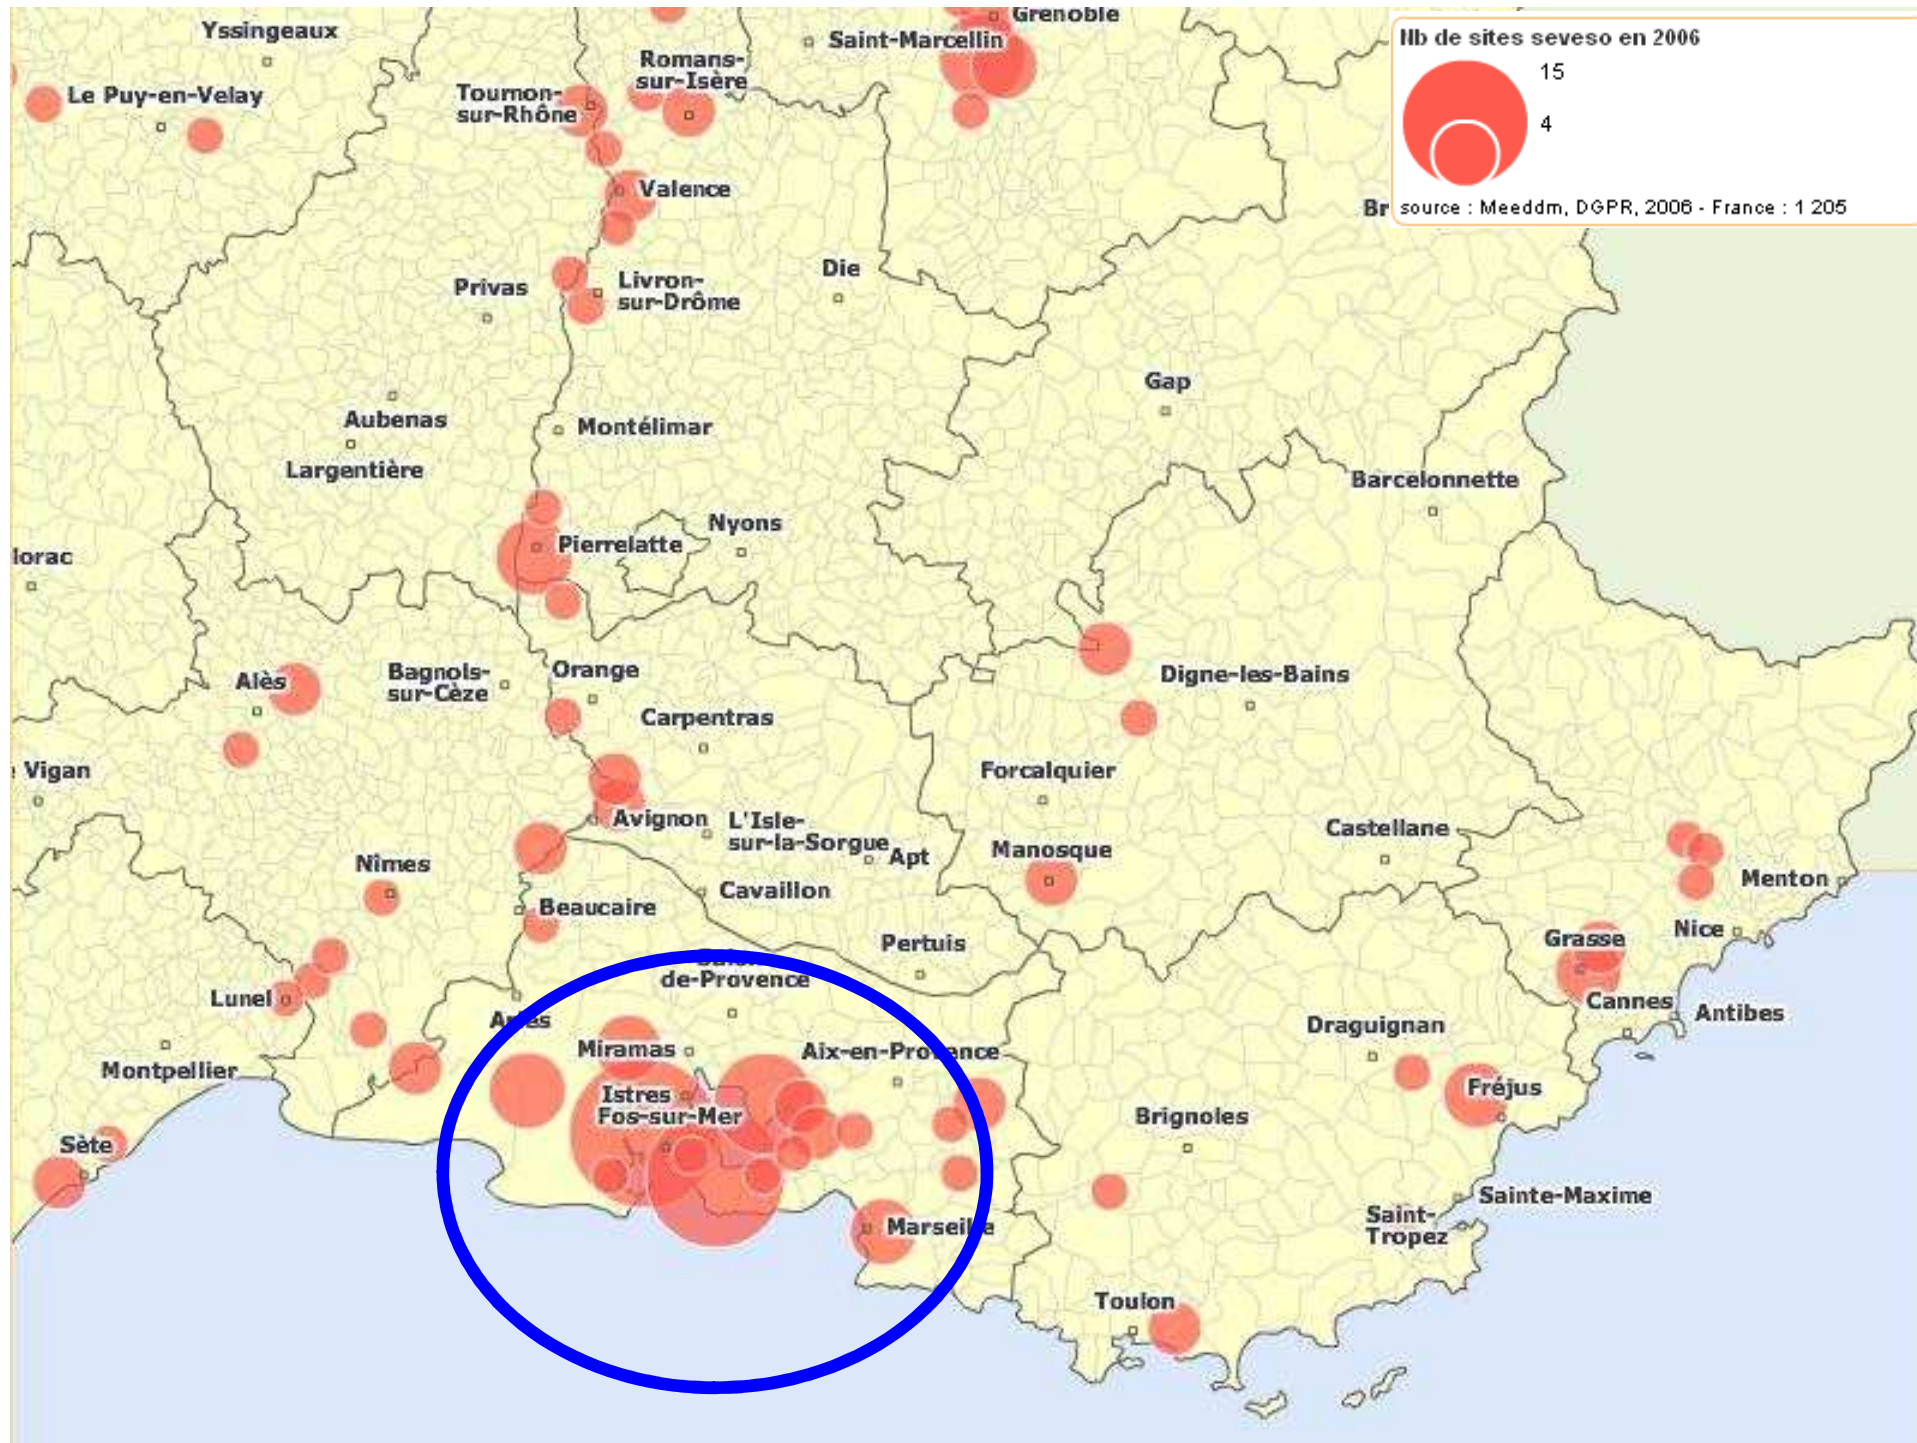 Yssingeaux
Grenoble
Saint-Marcellin
Nb de sites seveso en 2006
15
4
source : Meeddm, DGPR, 2006 - France : 1 205
Romans-
sur-Isère
Le Puy-en-Velay
Tournon-
sur-Rhône
Valence
Br
Die
Privas
Livron-
sur-Drôme
Gap
Aubenas
Montélimar
Largentière
Barcelonnette
Nyons
Pierrelatte
lorac
Orange
Bagnols-
sur-Cèze
Alès
Digne-les-Bains
Carpentras
Vigan
Forcalquier
Avignon
L'Isle-
sur-la-Sorgue
Castellane
Manosque
Apt
Nîmes
Cavaillon
Menton
Beaucaire
Nice
Grasse
Pertuis
de-Provence
Lunel
Cannes
Antibes
Arles
Draguignan
Miramas
Aix-en-Provence
Montpellier
Istres
Fos-sur-Mer
Fréjus
Brignoles
Sète
Sainte-Maxime
Saint-
Tropez
Marseille
Toulon